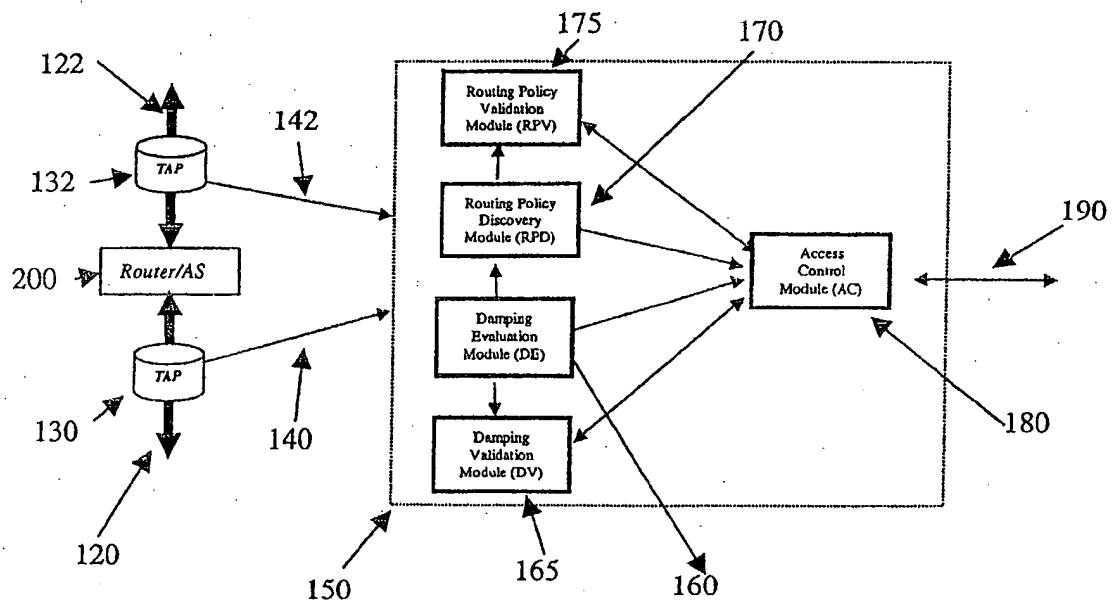 175
170
122
142
Routing Policy
Validation
Module (RPV)
TAP
132
Routing Policy
Discovery
Module (RPD)
190
200
Router/AS
Access
Control
Module (AC)
Damping
Evaluation
Module (DE)
TAP
130
140
180
Damping
Validation
Module (DV)
120
150
165
160